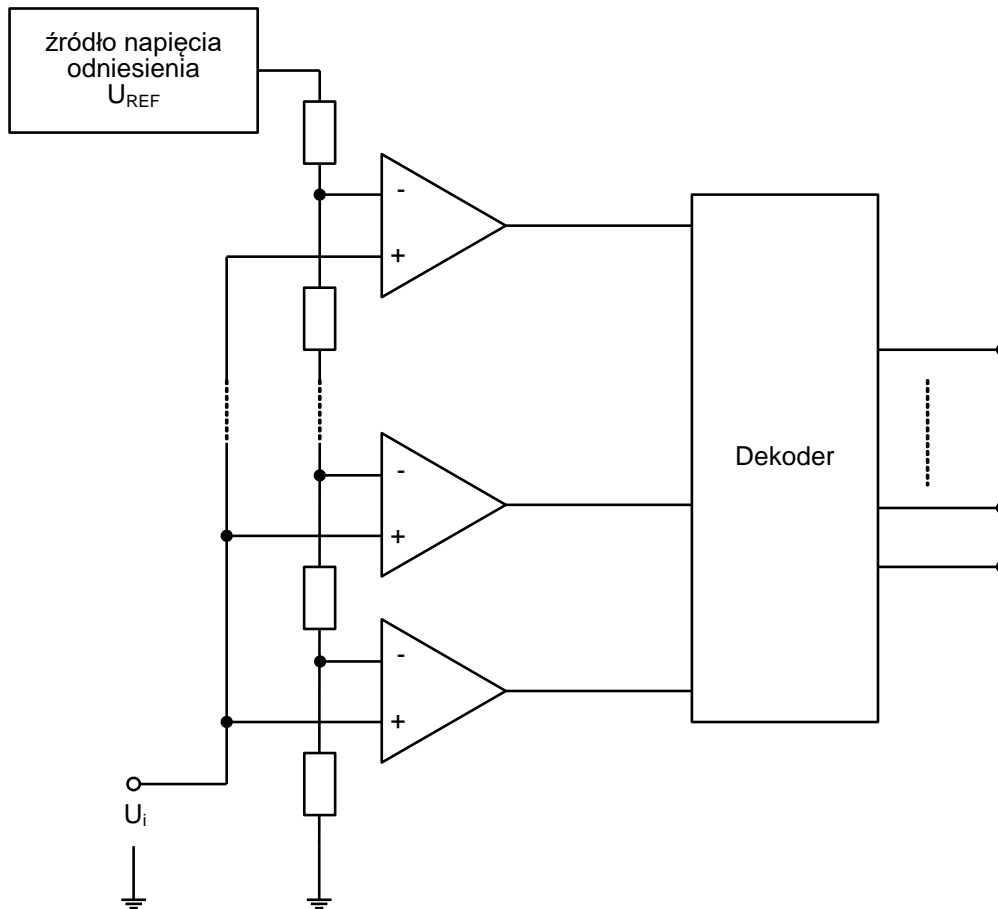 źródło napięcia
odniesienia
U_REF
-
+
-
+
Dekoder
-
+
U_i